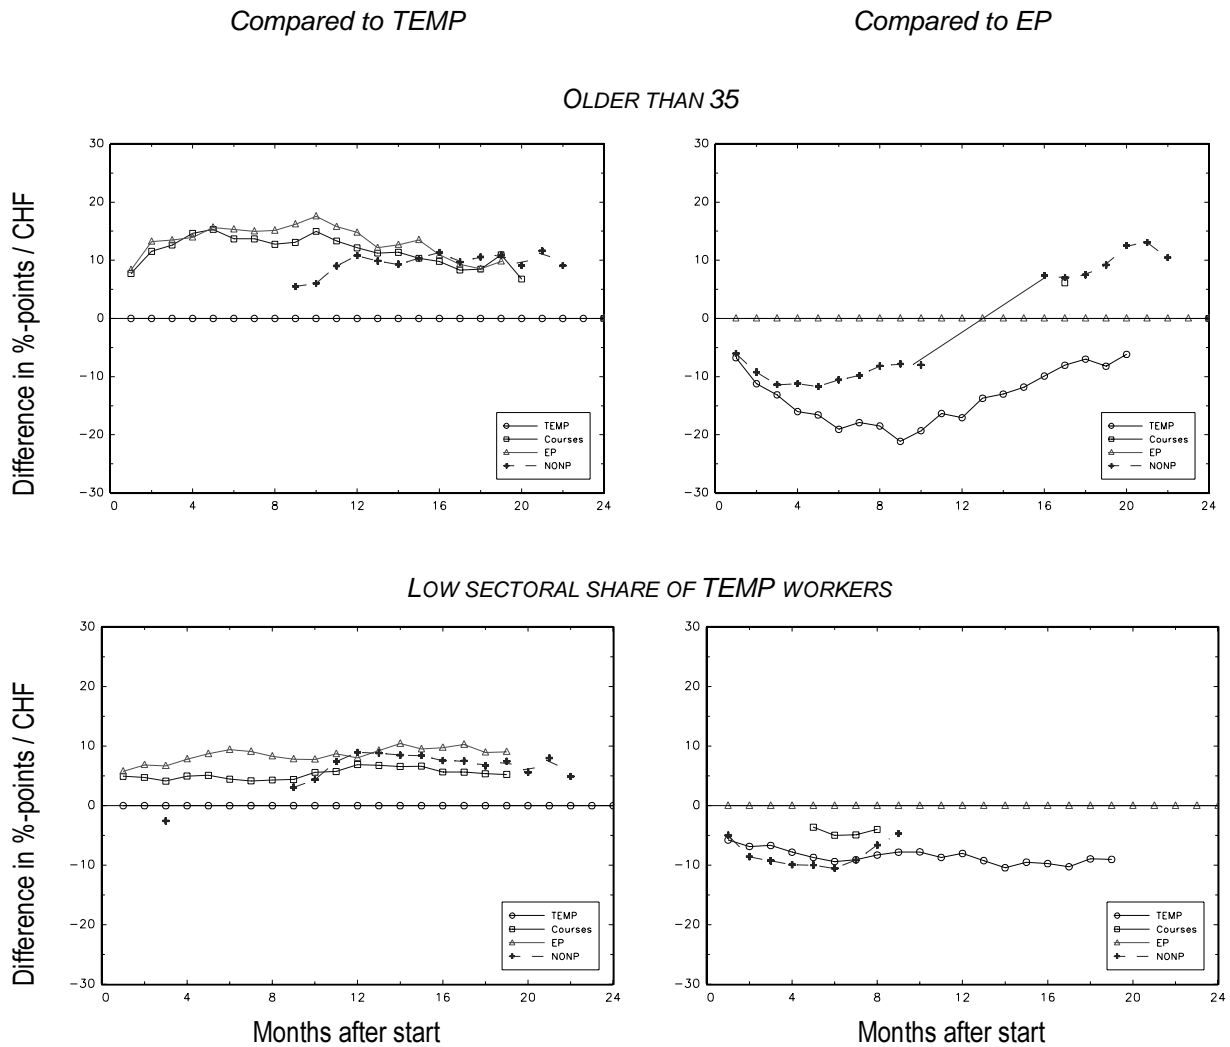 Compared to TEMP
Compared to EP
OLDER THAN 35
Difference in %-points / CHF
30
20
10
0
−10
−20
−30
0 4 8 12 16 20 24
TEMP
Courses
EP
NONP
30
20
10
0
−10
−20
−30
0 4 8 12 16 20 24
TEMP
Courses
EP
NONP
LOW SECTORAL SHARE OF TEMP WORKERS
Difference in %-points / CHF
30
20
10
0
−10
−20
−30
0 4 8 12 16 20 24
TEMP
Courses
EP
NONP
Months after start
30
20
10
0
−10
−20
−30
0 4 8 12 16 20 24
TEMP
Courses
EP
NONP
Months after start